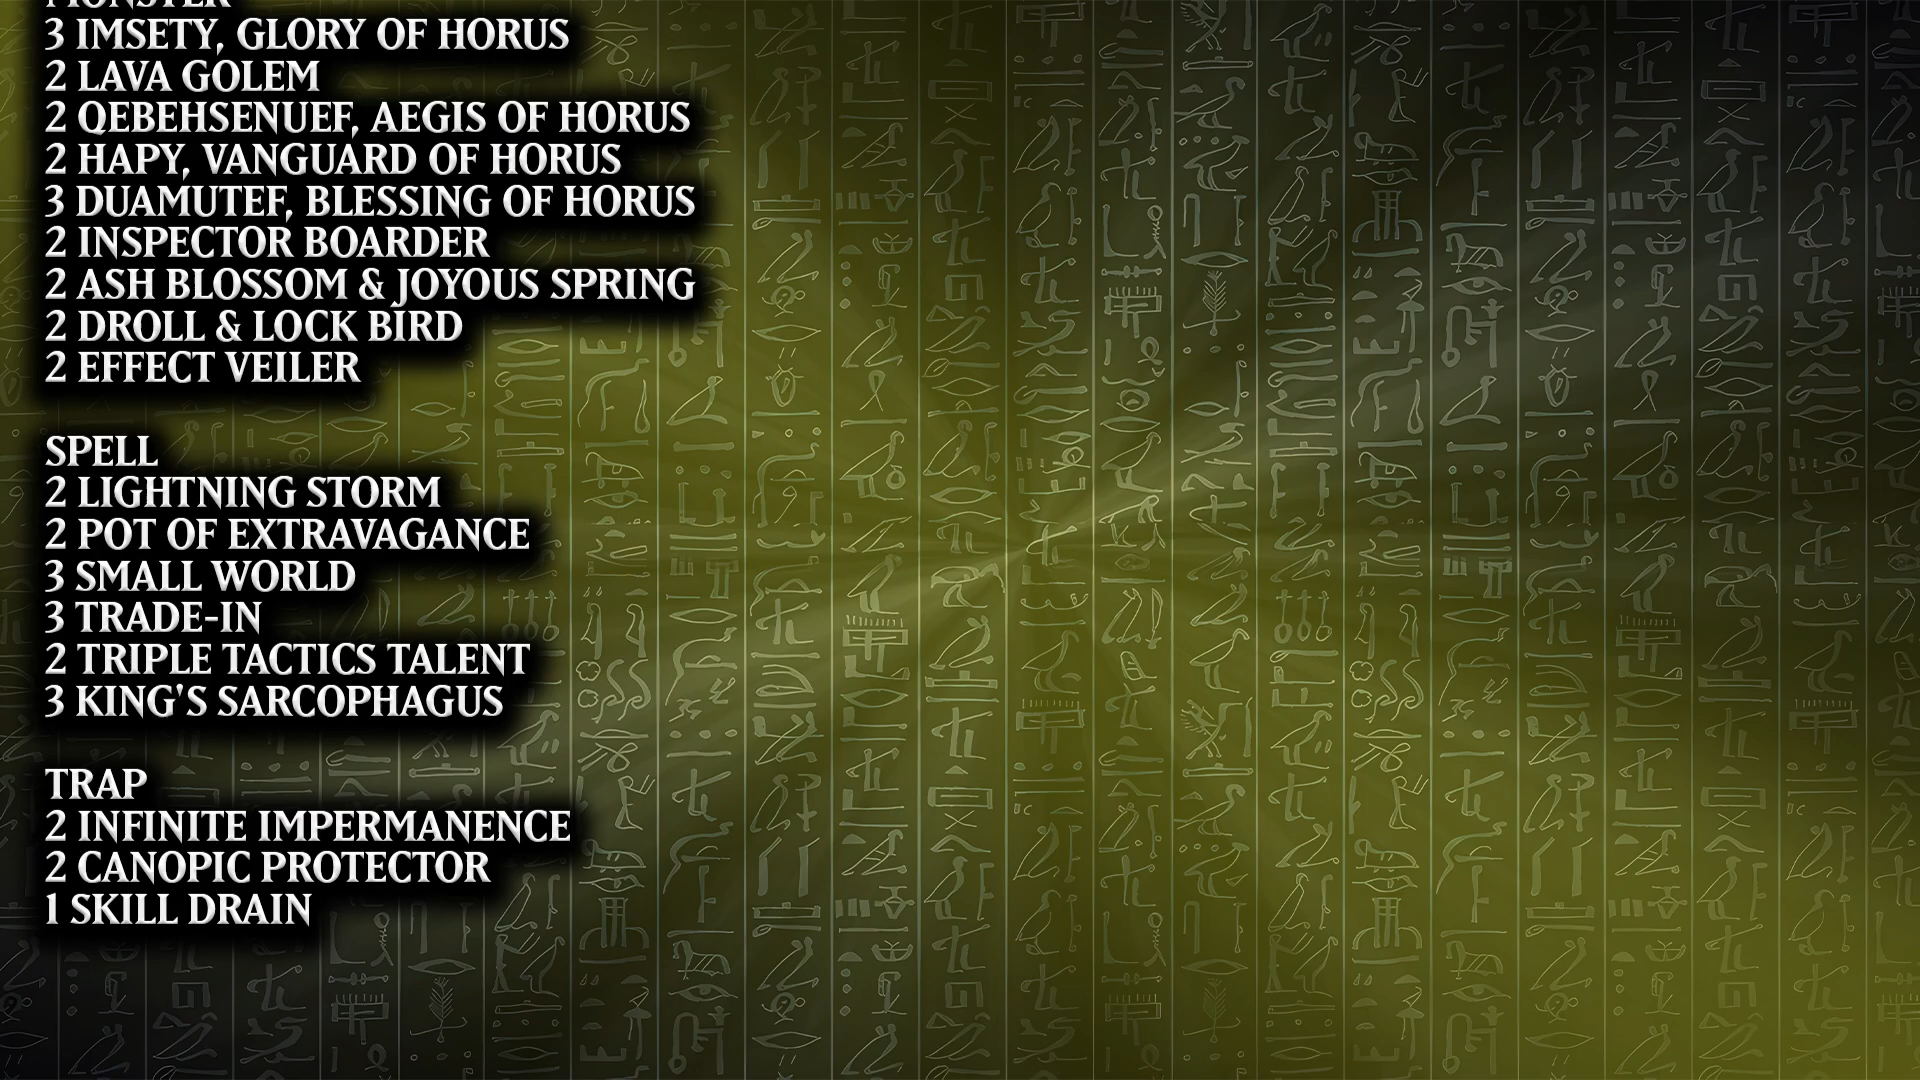 MONSTER
3 IMSETY, GLORY OF HORUS
2 LAVA GOLEM
2 QEBEHSENUEF, AEGIS OF HORUS
2 HAPY, VANGUARD OF HORUS
3 DUAMUTEF, BLESSING OF HORUS
2 INSPECTOR BOARDER
2 ASH BLOSSOM & JOYOUS SPRING
2 DROLL & LOCK BIRD
2 EFFECT VEILER
SPELL
2 LIGHTNING STORM
2 POT OF EXTRAVAGANCE
3 SMALL WORLD
3 TRADE-IN
2 TRIPLE TACTICS TALENT
3 KING'S SARCOPHAGUS
TRAP
2 INFINITE IMPERMANENCE
2 CANOPIC PROTECTOR
1 SKILL DRAIN